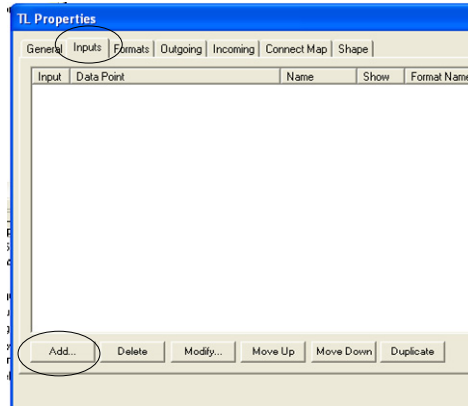 TL Properties
General Inputs Formats Outgoing Incoming Connect Map Shape
Input Data Point Name Show Format Name
Add... Delete Modify... Move Up Move Down Duplicate